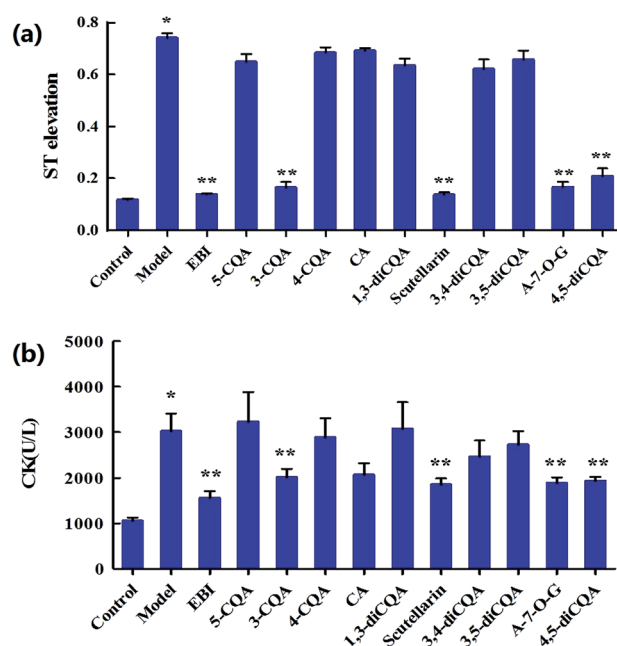 (a)
ST elevation
0.8
0.6
0.4
0.2
0.0
*
**
**
**
**
**
Control
Model
EBI
5-CQA
3-CQA
4-CQA
CA
1,3-diCQA
Scutellarin
3,4-diCQA
3,5-diCQA
A-7-O-G
4,5-diCQA
(b)
CK(U/L)
5000
4000
3000
2000
1000
0
*
**
**
**
**
**
Control
Model
EBI
5-CQA
3-CQA
4-CQA
CA
1,3-diCQA
Scutellarin
3,4-diCQA
3,5-diCQA
A-7-O-G
4,5-diCQA